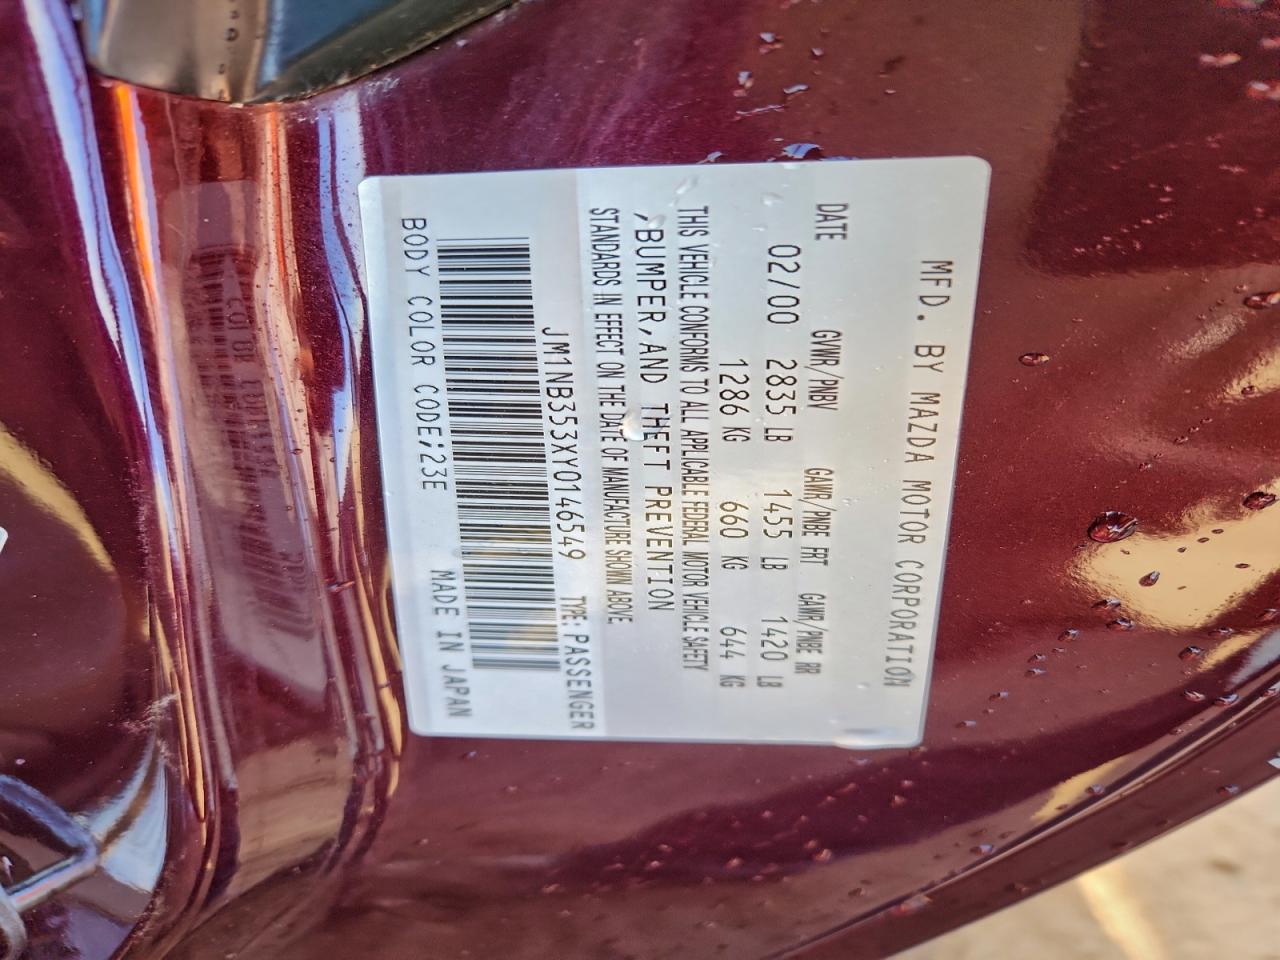 MFD. BY MAZDA MOTOR CORPORATION
DATE GVWR/PNBV GAWR/PNBE FRT GAWR/PNBE RR
02/00 2835 LB 1455 LB 1420 LB
1286 KG 660 KG 644 KG
THIS VEHICLE CONFORMS TO ALL APPLICABLE FEDERAL MOTOR VEHICLE SAFETY
,BUMPER,AND THEFT PREVENTION
STANDARDS IN EFFECT ON THE DATE OF MANUFACTURE SHOWN ABOVE.
JM1NB353XY0146549 TYPE:PASSENGER
BODY COLOR CODE;23E MADE IN JAPAN